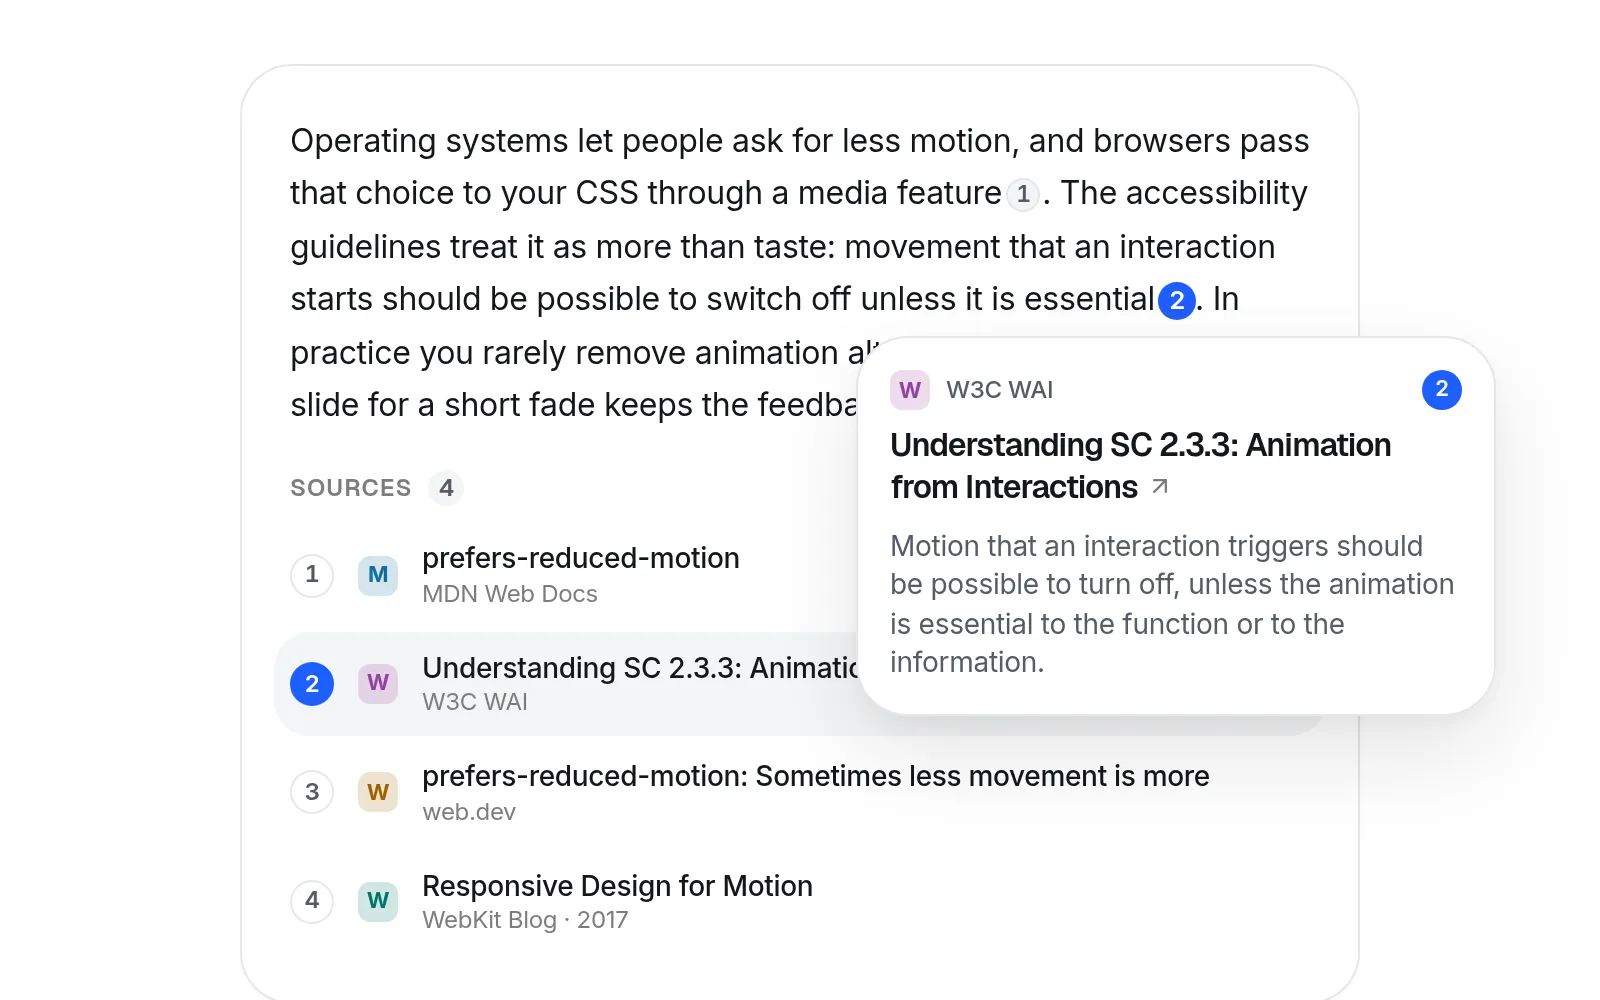 Operating systems let people ask for less motion, and browsers pass
that choice to your CSS through a media feature 1 . The accessibility
guidelines treat it as more than taste: movement that an interaction
starts should be possible to switch off unless it is essential 2 . In
practice you rarely remove animation
slide for a short fade keeps the
W W3C WAI 2
Understanding SC 2.3.3: Animation
from Interactions ↗
Motion that an interaction triggers should
be possible to turn off, unless the animation
is essential to the function or to the
information.
SOURCES 4
1 M prefers-reduced-motion
MDN Web Docs
2 W Understanding SC 2.3.3:
W3C WAI
3 W prefers-reduced-motion: Sometimes less movement is more
web.dev
4 W Responsive Design for Motion
WebKit Blog · 2017